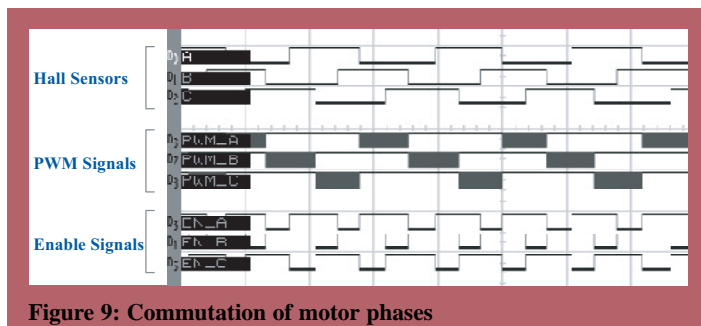 Hall Sensors
A
B
C
PWM Signals
PWM_A
PWM_B
PWM_C
Enable Signals
EN_A
EN_B
EN_C
Figure 9: Commutation of motor phases